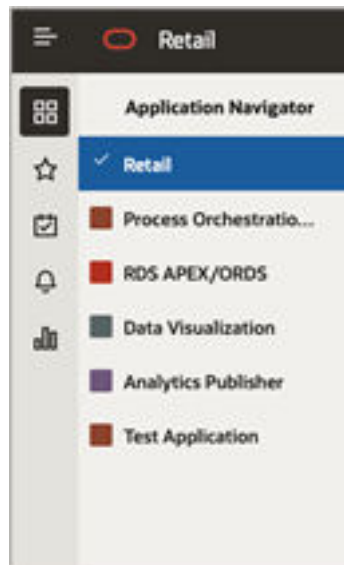 Retail
Application Navigator
Retail
Process Orchestratio...
RDS APEX/ORDS
Data Visualization
Analytics Publisher
Test Application